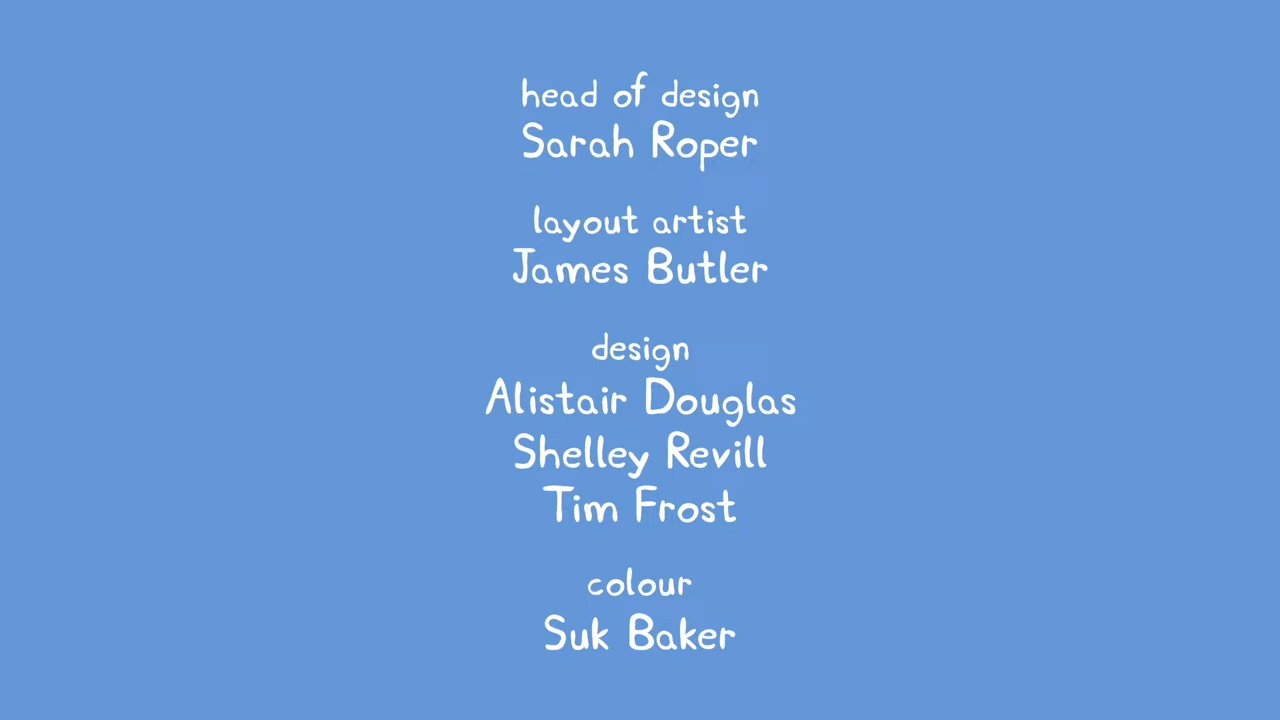 head of design
Sarah Roper
layout artist
James Butler
design
Alistair Douglas
Shelley Revill
Tim Frost
colour
Suk Baker